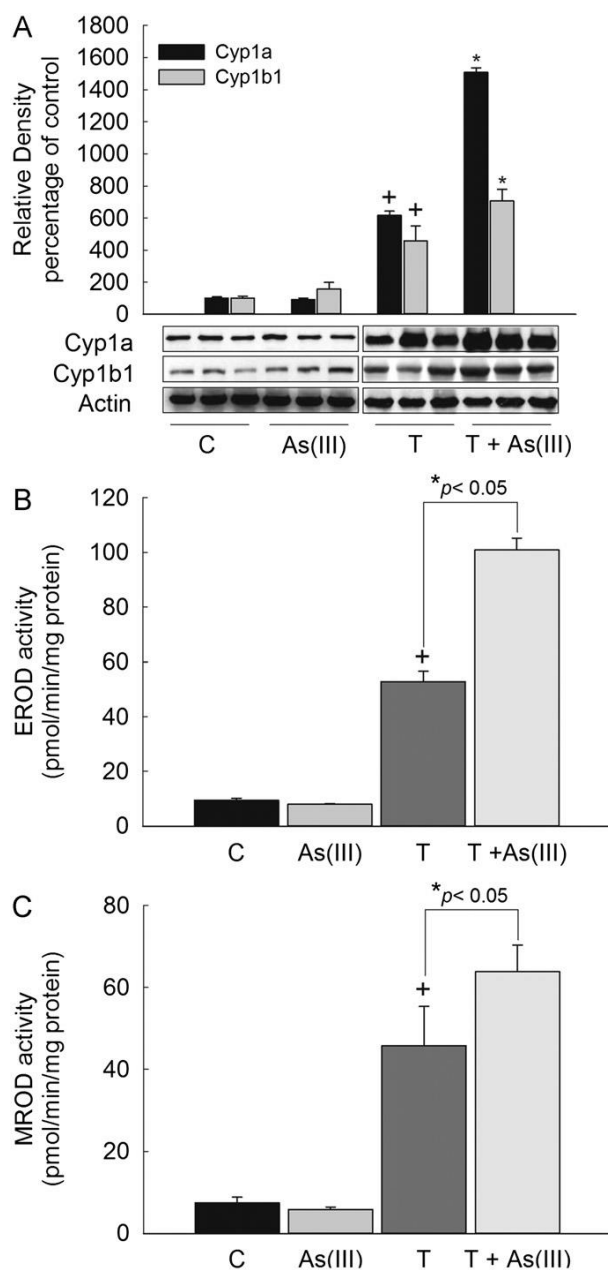 A
Relative Density
percentage of control
1800
1600
1400
1200
1000
800
600
400
200
0
Cyp1a
Cyp1b1
+
+
*
*
Cyp1a
Cyp1b1
Actin
C As(III) T T + As(III)
B
EROD activity
(pmol/min/mg protein)
120
100
80
60
40
20
0
*p< 0.05
+
C As(III) T T +As(III)
C
MROD activity
(pmol/min/mg protein)
80
60
40
20
0
*p< 0.05
+
C As(III) T T + As(III)